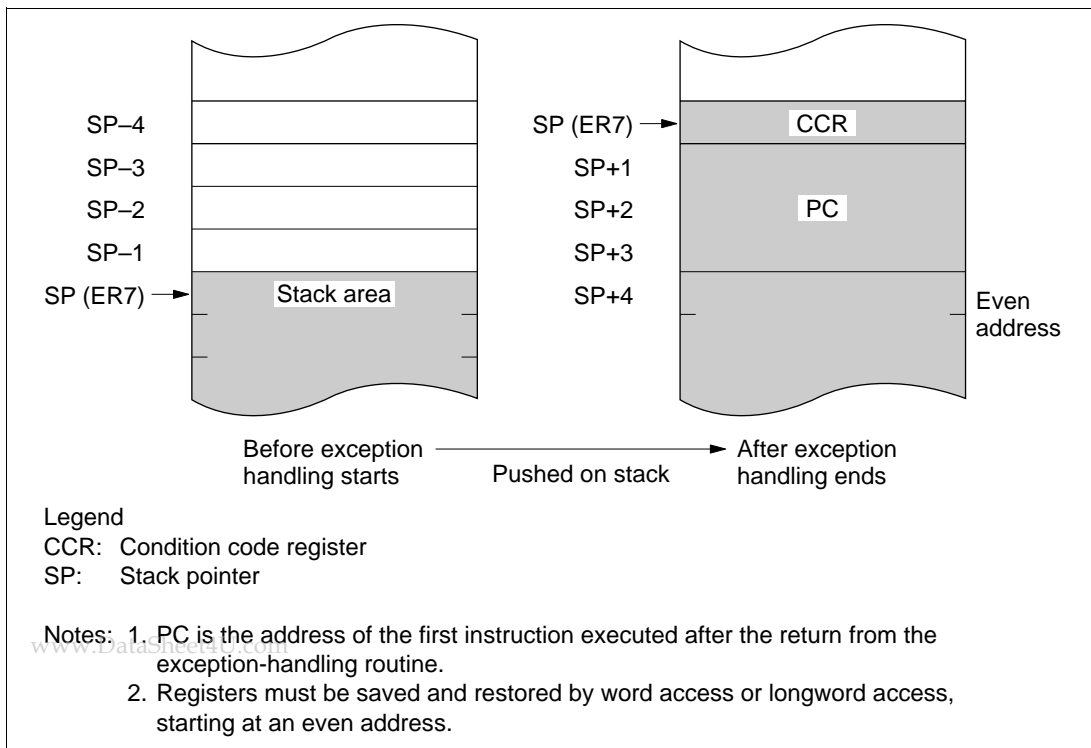 SP–4
SP–3
SP–2
SP–1
SP (ER7)
Stack area
SP (ER7)
CCR
SP+1
SP+2
PC
SP+3
SP+4
Even
address
Before exception
handling starts
Pushed on stack
After exception
handling ends
Legend
CCR: Condition code register
SP: Stack pointer
Notes: 1. PC is the address of the first instruction executed after the return from the
www.DataSheet4U.com
exception-handling routine.
2. Registers must be saved and restored by word access or longword access,
starting at an even address.